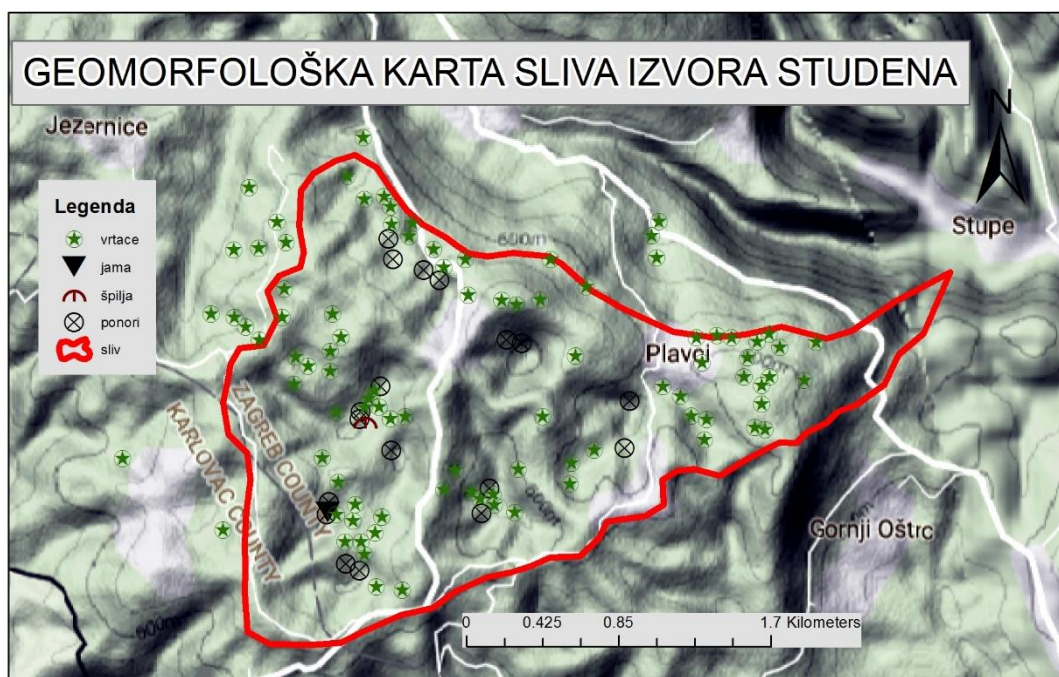 GEOMORFOLOŠKA KARTA SLIVA IZVORA STUDENA
Jezernice
N
Legenda
vrtace
jama
špilja
ponori
sliv
Stupe
600m
Plavci
ZAGREB COUNTY
KARLOVAC COUNTY
600m
Gornji Oštrc
600m
0 0.425 0.85 1.7 Kilometers